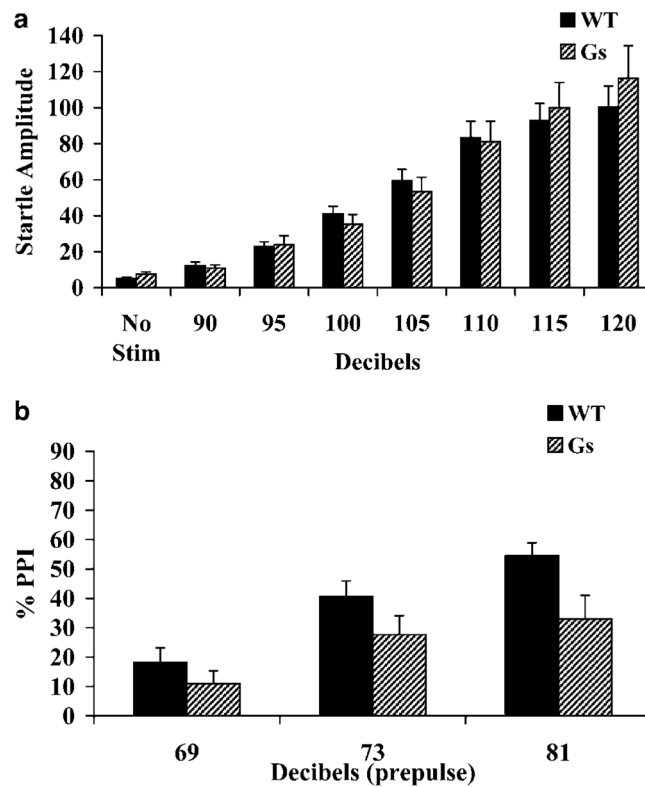 a
WT
Gs
Startle Amplitude
140
120
100
80
60
40
20
0
No Stim
90
95
100
105
110
115
120
Decibels
b
WT
Gs
% PPI
90
80
70
60
50
40
30
20
10
0
69
73
81
Decibels (prepulse)